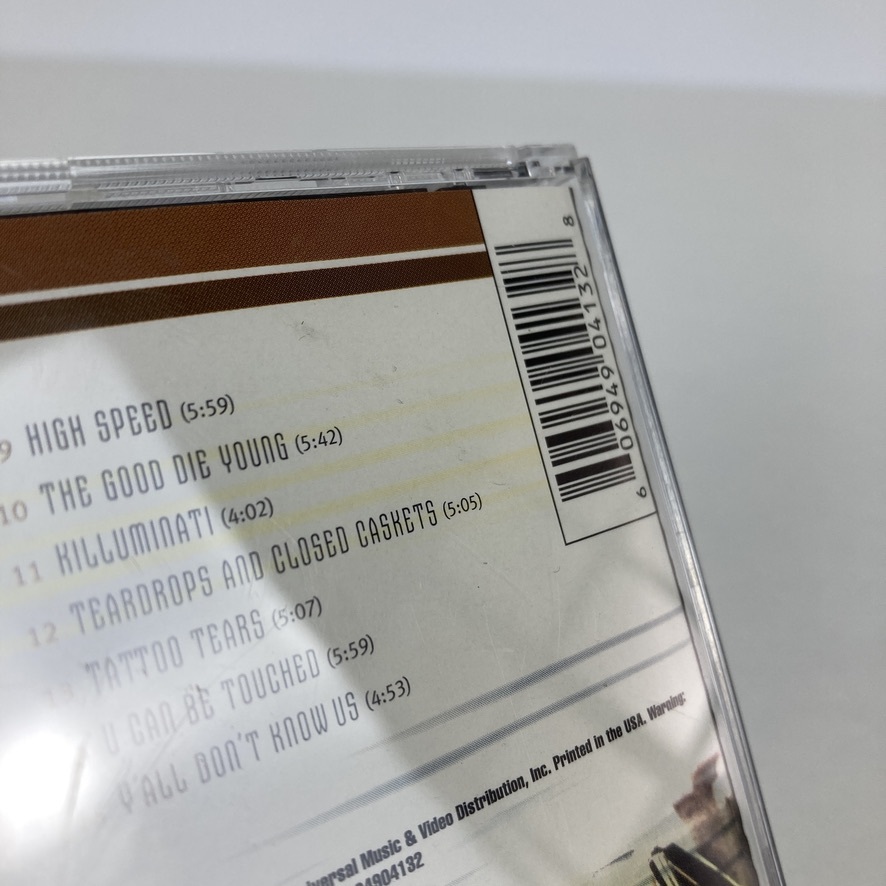 9 HIGH SPEED (5:59)
10 THE GOOD DIE YOUNG (5:42)
11 KILLUMINATI (4:02)
12 TEARDROPS AND CLOSED CASKETS (5:05)
13 TATTOO TEARS (5:07)
U CAN BE TOUCHED (5:59)
Y'ALL DON'T KNOW US (4:53)
Music & Video Distribution, Inc. Printed in the USA. Warning:
6 06949 04132 8